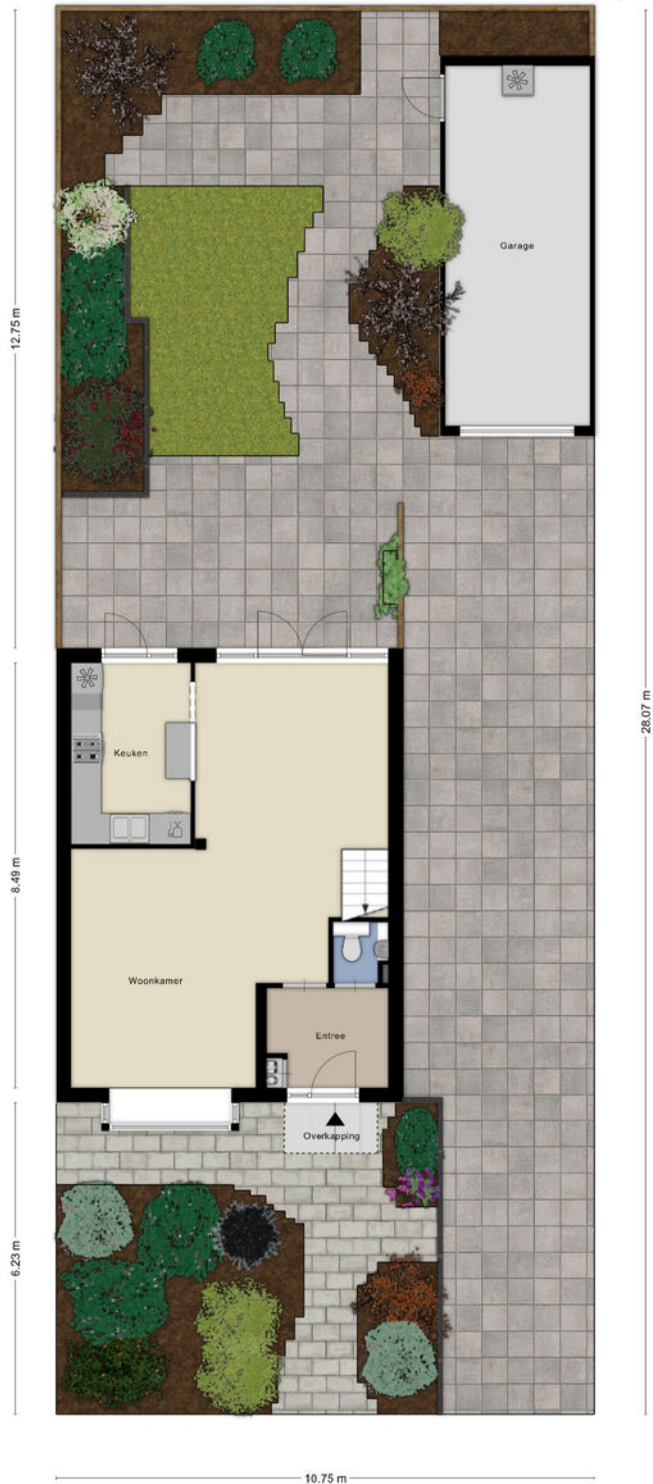 Garage
12.75 m
28.07 m
Keuken
8.49 m
Woonkamer
Entree
Overkapping
6.23 m
10.75 m